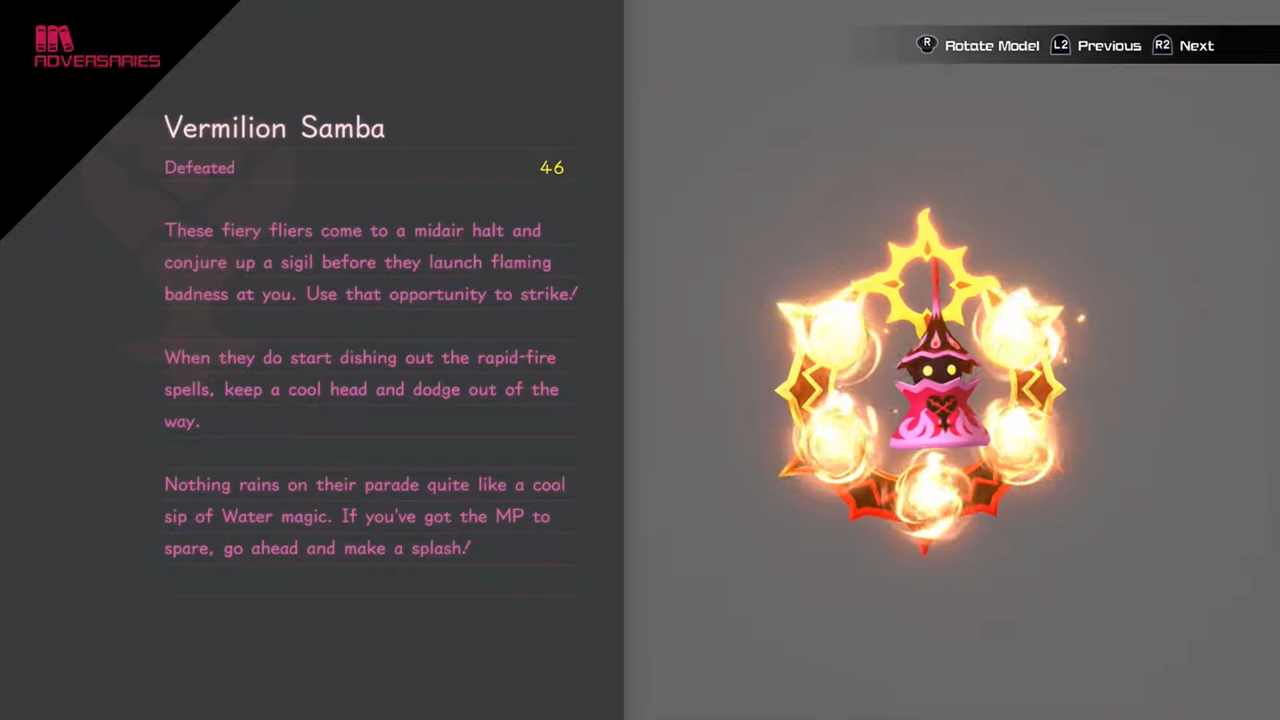 ADVERSARIES
R Rotate Model L2 Previous R2 Next
Vermilion Samba
Defeated 46
These fiery fliers come to a midair halt and
conjure up a sigil before they launch flaming
badness at you. Use that opportunity to strike!
When they do start dishing out the rapid-fire
spells, keep a cool head and dodge out of the
way.
Nothing rains on their parade quite like a cool
sip of Water magic. If you've got the MP to
spare, go ahead and make a splash!